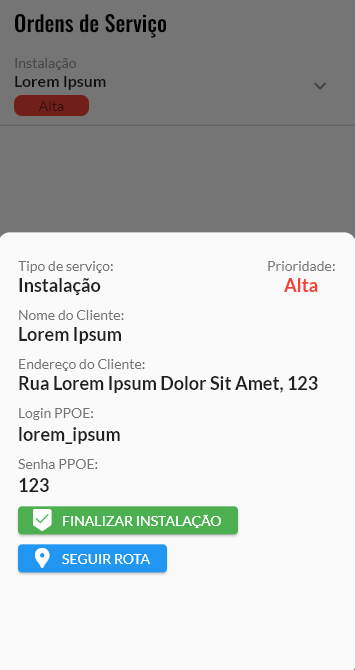 Ordens de Serviço
Instalação
Lorem Ipsum
Alta
Tipo de serviço: Prioridade:
Instalação Alta
Nome do Cliente:
Lorem Ipsum
Endereço do Cliente:
Rua Lorem Ipsum Dolor Sit Amet, 123
Login PPOE:
lorem_ipsum
Senha PPOE:
123
FINALIZAR INSTALAÇÃO
SEGUIR ROTA